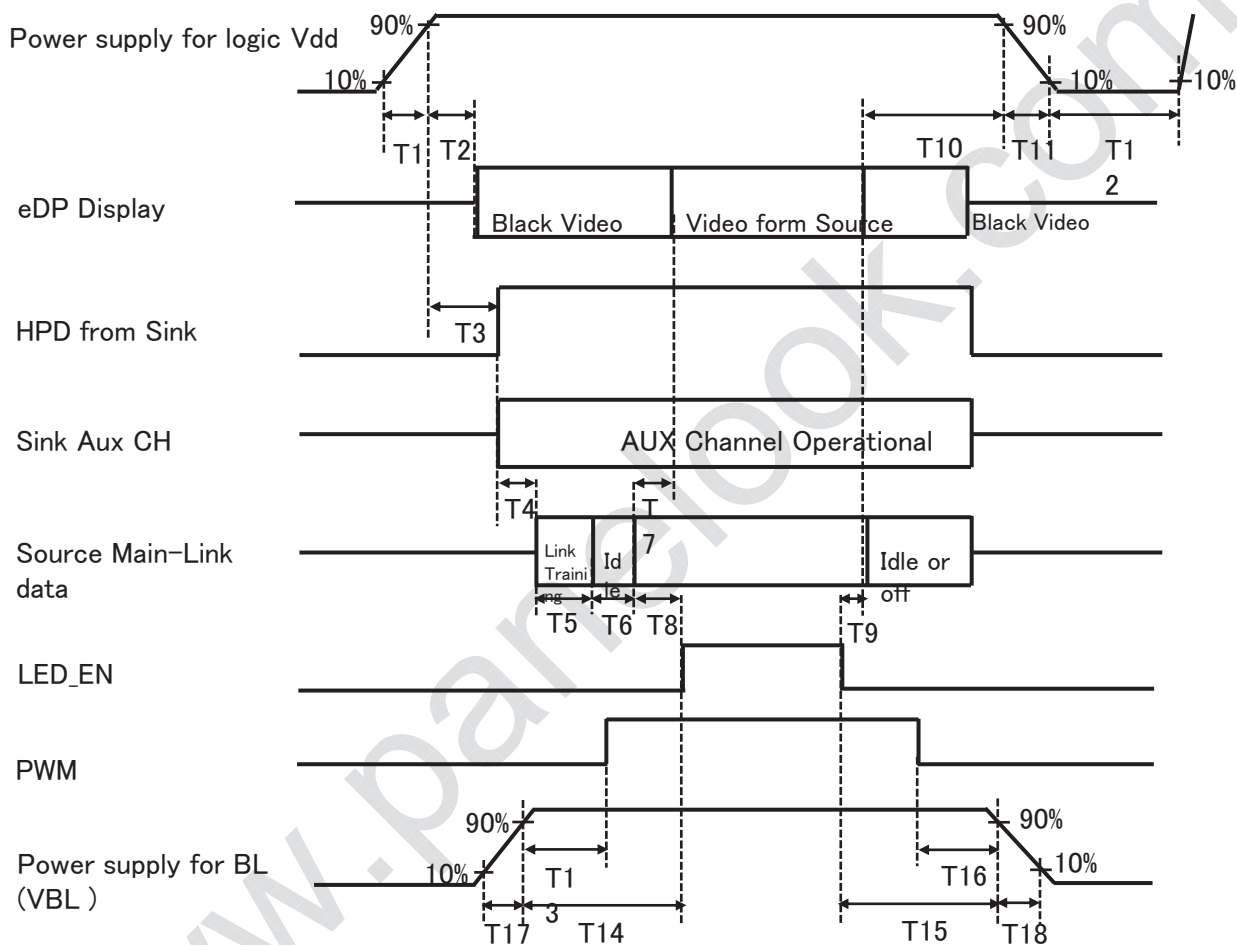 Power supply for logic Vdd
90%
90%
10%
10%
10%
T1
T2
T10
T11
T1
2
eDP Display
Black Video
Video form Source
Black Video
HPD from Sink
T3
Sink Aux CH
AUX Channel Operational
T4
T
7
Source Main-Link
data
Link
Traini
ng
Id
le
Idle or
off
T5
T6
T8
T9
LED_EN
PWM
90%
90%
Power supply for BL
(VBL )
10%
10%
T1
3
T16
T17
T14
T15
T18
www.panelook.com